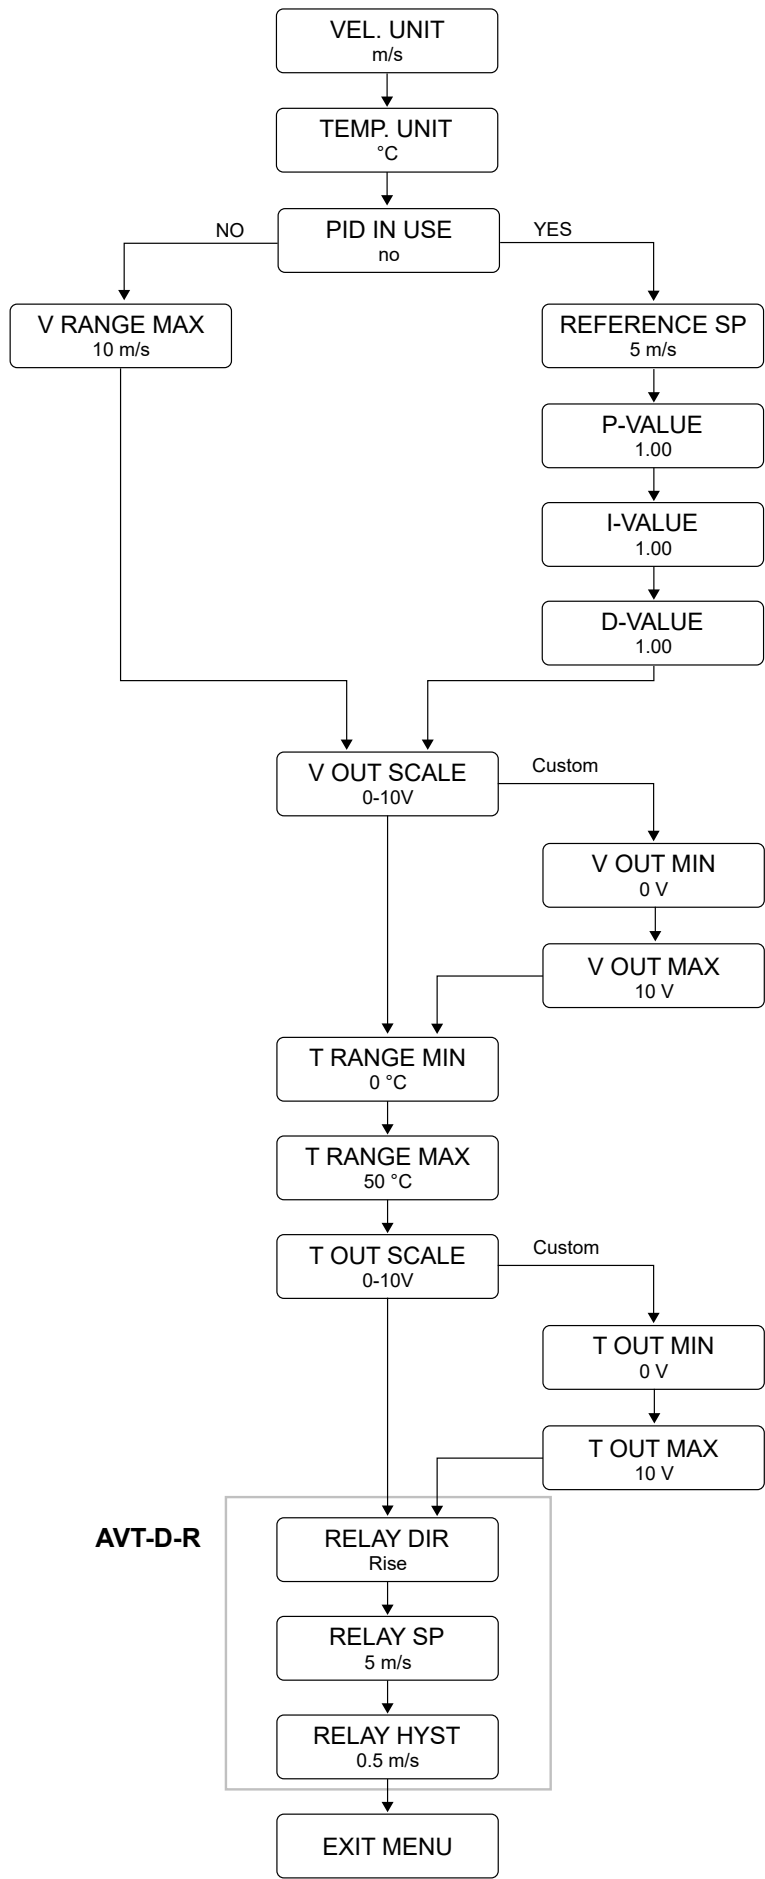 VEL. UNIT
m/s
TEMP. UNIT
°C
PID IN USE
no
NO
YES
V RANGE MAX
10 m/s
REFERENCE SP
5 m/s
P-VALUE
1.00
I-VALUE
1.00
D-VALUE
1.00
V OUT SCALE
0-10V
Custom
V OUT MIN
0 V
V OUT MAX
10 V
T RANGE MIN
0 °C
T RANGE MAX
50 °C
T OUT SCALE
0-10V
Custom
T OUT MIN
0 V
T OUT MAX
10 V
AVT-D-R
RELAY DIR
Rise
RELAY SP
5 m/s
RELAY HYST
0.5 m/s
EXIT MENU